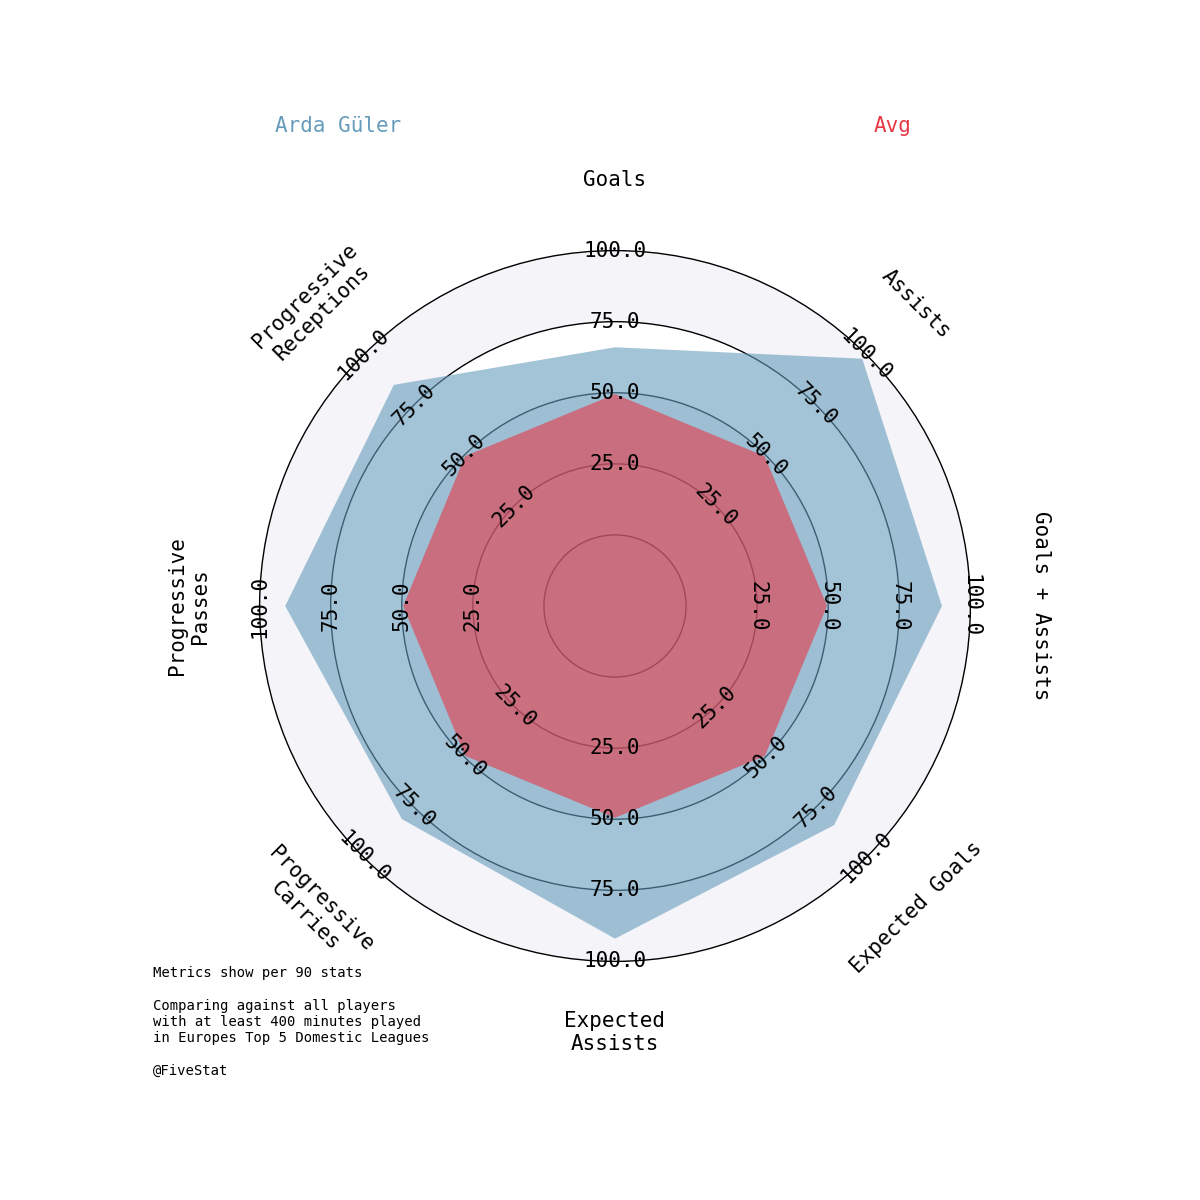 Arda Güler
Avg
Goals
Assists
Goals + Assists
Expected Goals
Expected
Assists
Progressive
Carries
Progressive
Passes
Progressive
Receptions
25.0
50.0
75.0
100.0
25.0
50.0
75.0
100.0
25.0
50.0
75.0
100.0
25.0
50.0
75.0
100.0
25.0
50.0
75.0
100.0
25.0
50.0
75.0
100.0
25.0
50.0
75.0
100.0
25.0
50.0
75.0
100.0
Metrics show per 90 stats
Comparing against all players
with at least 400 minutes played
in Europes Top 5 Domestic Leagues
@FiveStat